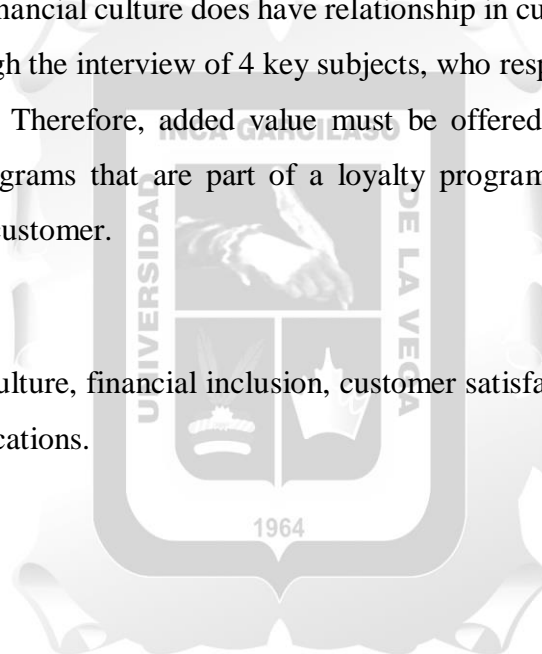 nancial culture does have relationship in cu
gh the interview of 4 key subjects, who resp
Therefore, added value must be offered
grams that are part of a loyalty program
customer.
ulture, financial inclusion, customer satisfa
cations.
INCA GARCILASO
UNIVERSIDAD
DE LA VEGA
1964